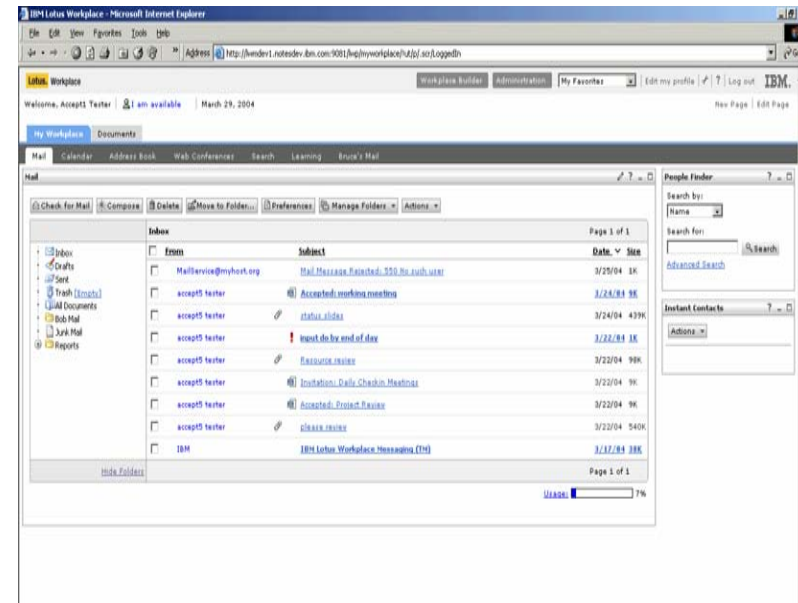 IBM Lotus Workplace - Microsoft Internet Explorer
File Edit View Favorites Tools Help
Address http://lwmdev1.notesdev.ibm.com:9081/lwp/myworkplace/!ut/p/.scr/LoggedIn
Lotus. Workplace Workplace Builder Administration My Favorites Edit my profile ? Log out IBM.
Welcome, Accept1 Tester I am available March 29, 2004 New Page Edit Page
My Workplace Documents
Mail Calendar Address Book Web Conferences Search Learning Bruce's Mail
Mail
Check for Mail Compose Delete Move to Folder... Preferences Manage Folders Actions
Inbox Page 1 of 1
From Subject Date Size
MailService@myhost.org Mail Message Rejected: 550 No such user 3/25/04 1K
accept5 tester Accepted: working meeting 3/24/04 9K
accept5 tester status slides 3/24/04 439K
accept5 tester input do by end of day 3/22/04 1K
accept5 tester Resource review 3/22/04 98K
accept5 tester Invitation: Daily Checkin Meetings 3/22/04 9K
accept5 tester Accepted: Project Review 3/22/04 9K
accept5 tester please review 3/22/04 540K
IBM IBM Lotus Workplace Messaging (TM) 3/17/04 28K
Inbox
Drafts
Sent
Trash [Empty]
All Documents
Bob Mail
Junk Mail
Reports
Hide Folders Page 1 of 1
Usage: 7%
People Finder
Search by:
Name
Search for:
Search
Advanced Search
Instant Contacts
Actions